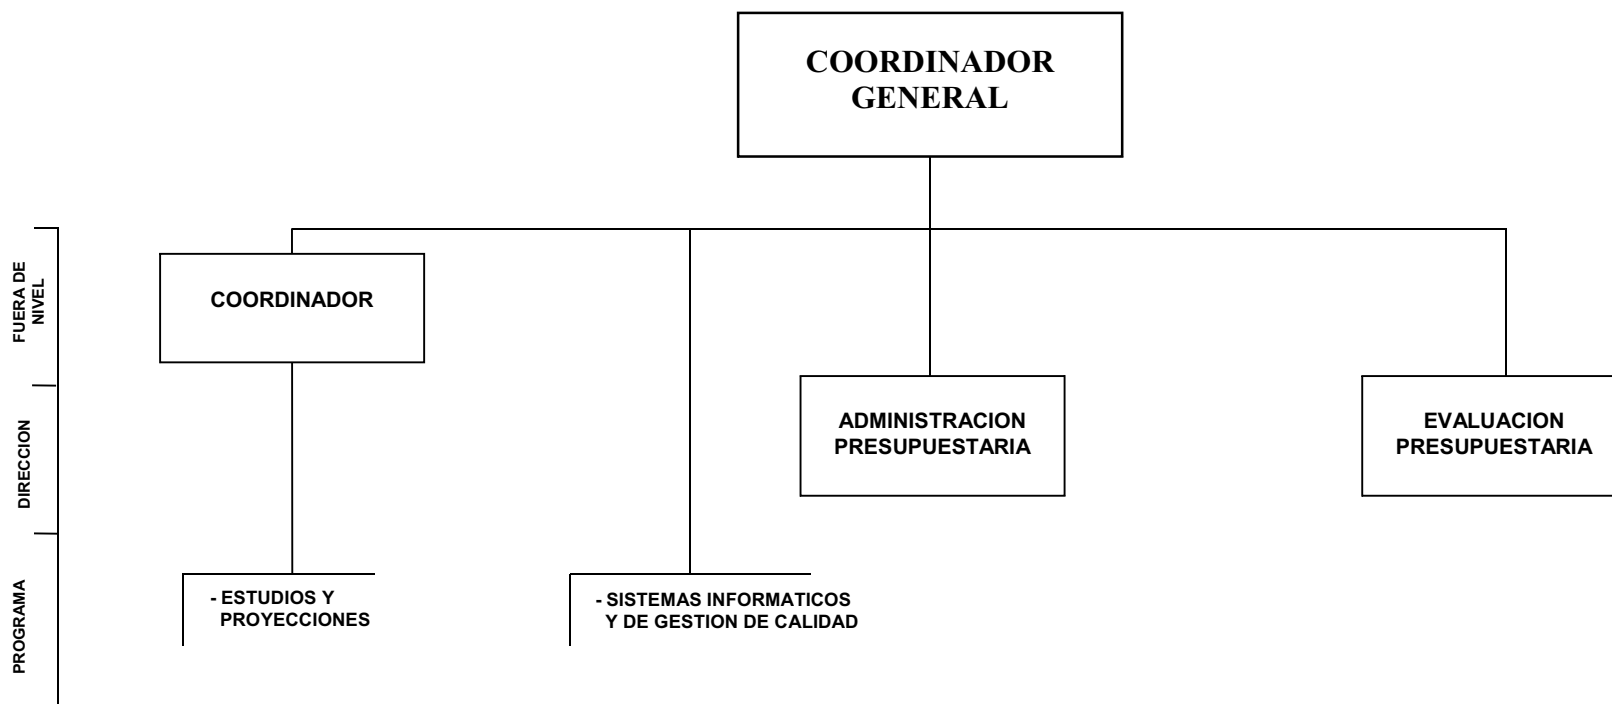 COORDINADOR
GENERAL
FUERA DE
NIVEL
COORDINADOR
DIRECCION
ADMINISTRACION
PRESUPUESTARIA
EVALUACION
PRESUPUESTARIA
PROGRAMA
- ESTUDIOS Y
PROYECCIONES
- SISTEMAS INFORMATICOS
Y DE GESTION DE CALIDAD